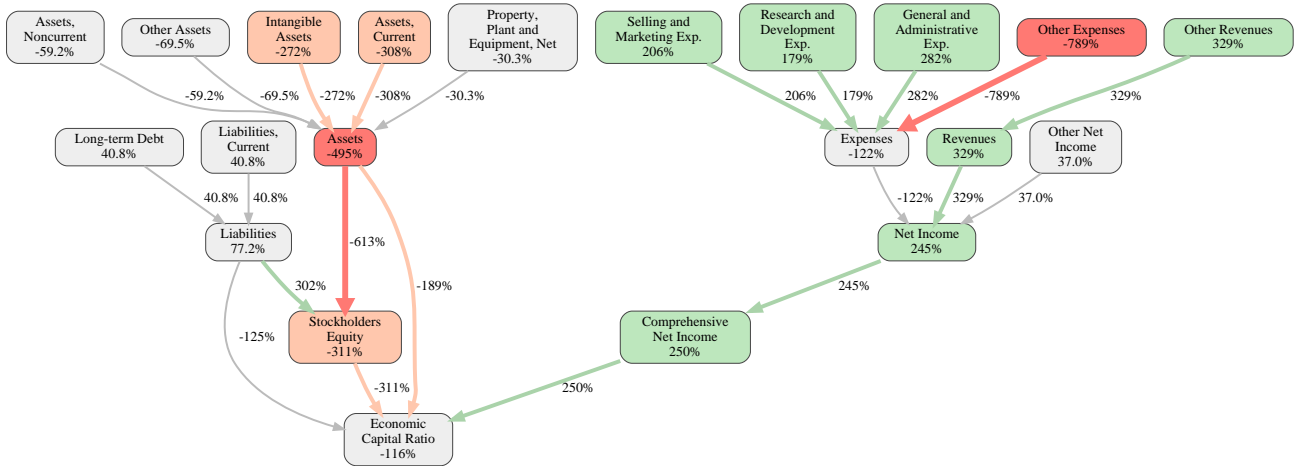 Assets,
Noncurrent
-59.2%
Other Assets
-69.5%
Intangible
Assets
-272%
Assets,
Current
-308%
Property,
Plant and
Equipment, Net
-30.3%
Selling and
Marketing Exp.
206%
Research and
Development
Exp.
179%
General and
Administrative
Exp.
282%
Other Expenses
-789%
Other Revenues
329%
-59.2%
-69.5%
-272%
-308%
-30.3%
206%
179%
282%
-789%
329%
Long-term Debt
40.8%
Liabilities,
Current
40.8%
Assets
-495%
Expenses
-122%
Revenues
329%
Other Net
Income
37.0%
40.8%
40.8%
-122%
329%
37.0%
Liabilities
77.2%
-613%
Net Income
245%
302%
-189%
245%
-125%
Stockholders
Equity
-311%
Comprehensive
Net Income
250%
-311%
250%
Economic
Capital Ratio
-116%